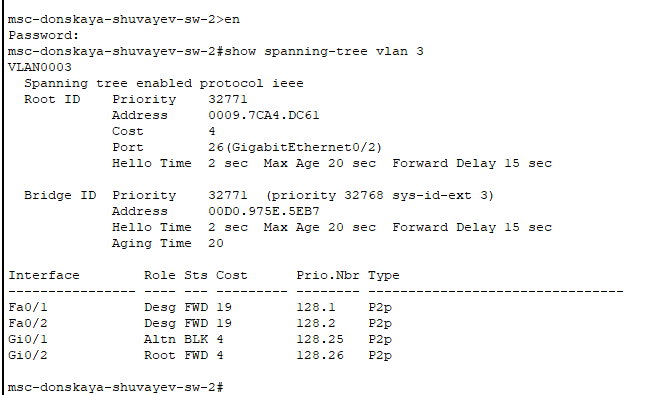 msc-donskaya-shuvayev-sw-2>en
Password:
msc-donskaya-shuvayev-sw-2#show spanning-tree vlan 3
VLAN0003
  Spanning tree enabled protocol ieee
  Root ID    Priority    32771
             Address     0009.7CA4.DC61
             Cost        4
             Port        26(GigabitEthernet0/2)
             Hello Time  2 sec  Max Age 20 sec  Forward Delay 15 sec

  Bridge ID  Priority    32771  (priority 32768 sys-id-ext 3)
             Address     00D0.975E.5EB7
             Hello Time  2 sec  Max Age 20 sec  Forward Delay 15 sec
             Aging Time  20

Interface        Role Sts Cost      Prio.Nbr Type
---------------- ---- --- --------- -------- --------------------------------
Fa0/1            Desg FWD 19        128.1    P2p
Fa0/2            Desg FWD 19        128.2    P2p
Gi0/1            Altn BLK 4         128.25   P2p
Gi0/2            Root FWD 4         128.26   P2p

msc-donskaya-shuvayev-sw-2#